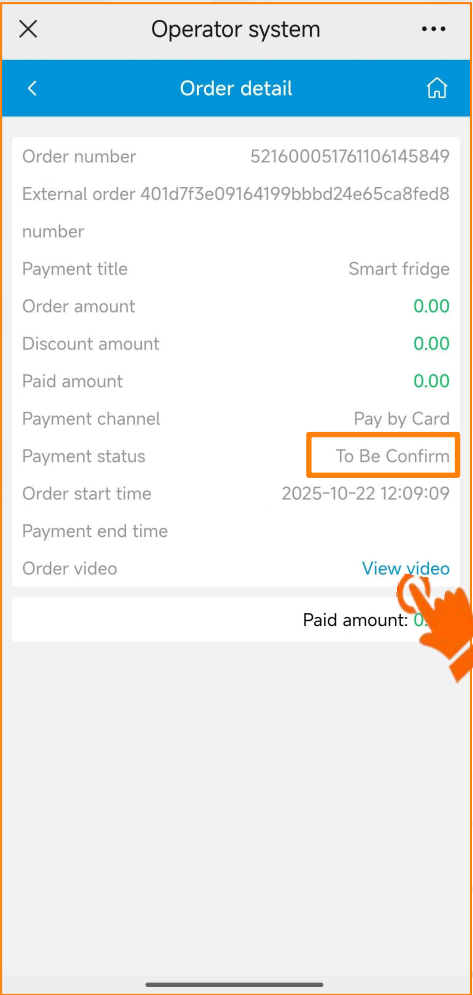 Operator system
Order detail
Order number 521600051761106145849
External order 401d7f3e09164199bbbd24e65ca8fed8
number
Payment title Smart fridge
Order amount 0.00
Discount amount 0.00
Paid amount 0.00
Payment channel Pay by Card
Payment status To Be Confirm
Order start time 2025-10-22 12:09:09
Payment end time
Order video View video
Paid amount: